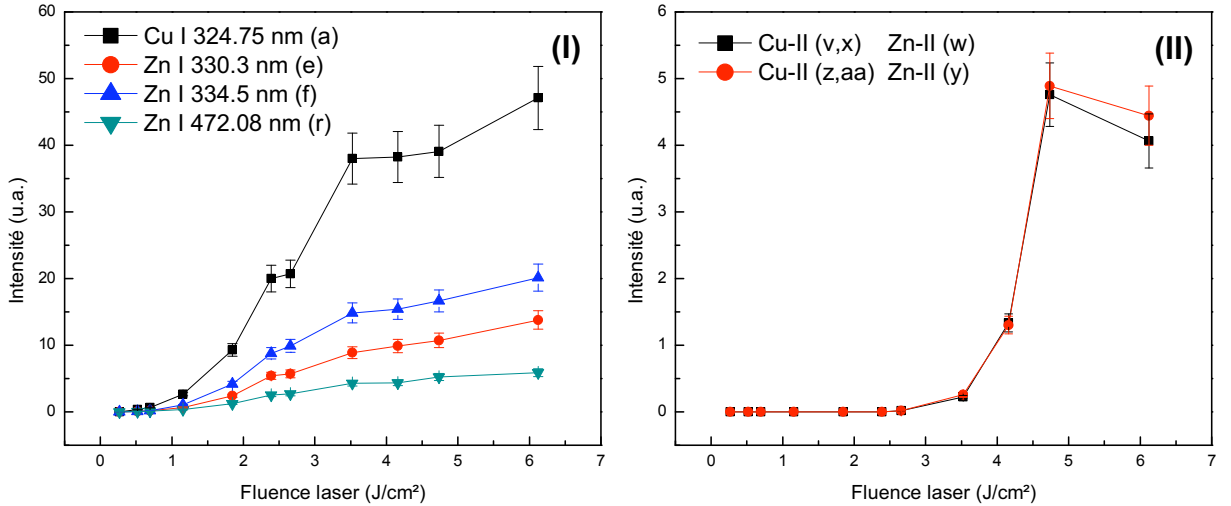 60
50
40
30
20
10
0
Intensité (u.a.)
Cu I 324.75 nm (a)
Zn I 330.3 nm (e)
Zn I 334.5 nm (f)
Zn I 472.08 nm (r)
(I)
0 1 2 3 4 5 6 7
Fluence laser (J/cm²)
6
5
4
3
2
1
0
Intensité (u.a.)
Cu-II (v,x) Zn-II (w)
Cu-II (z,aa) Zn-II (y)
(II)
0 1 2 3 4 5 6 7
Fluence laser (J/cm²)